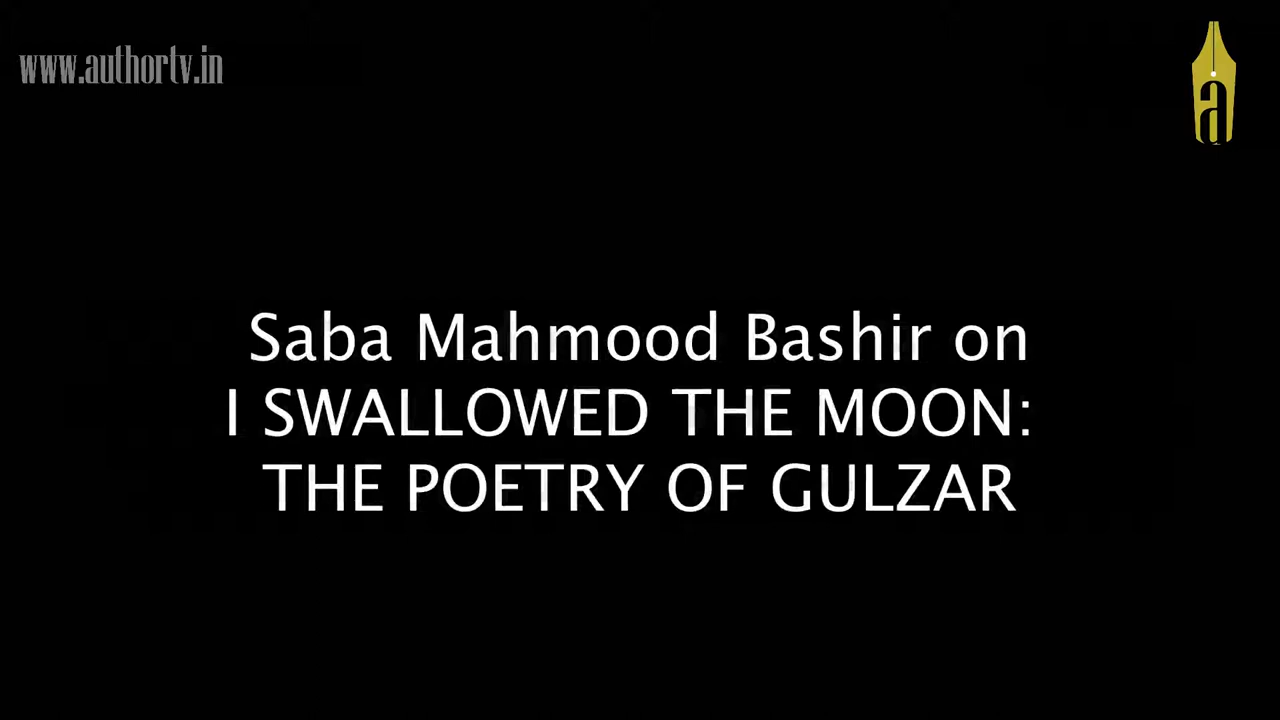 www.authortv.in
a
Saba Mahmood Bashir on
I SWALLOWED THE MOON:
THE POETRY OF GULZAR